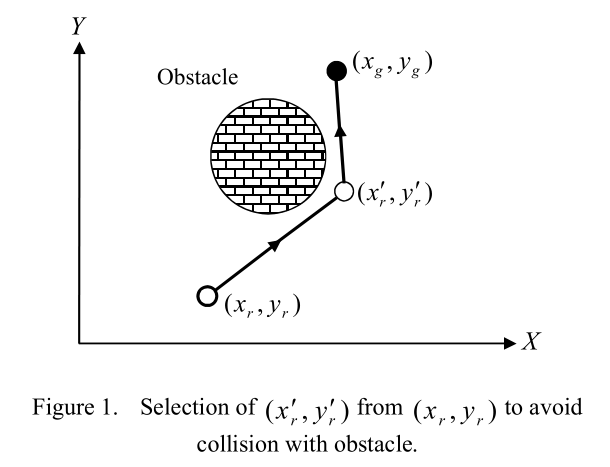 Y
Obstacle
(x_g, y_g)
(x′_r, y′_r)
(x_r, y_r)
X
Figure 1. Selection of (x′_r, y′_r) from (x_r, y_r) to avoid
collision with obstacle.